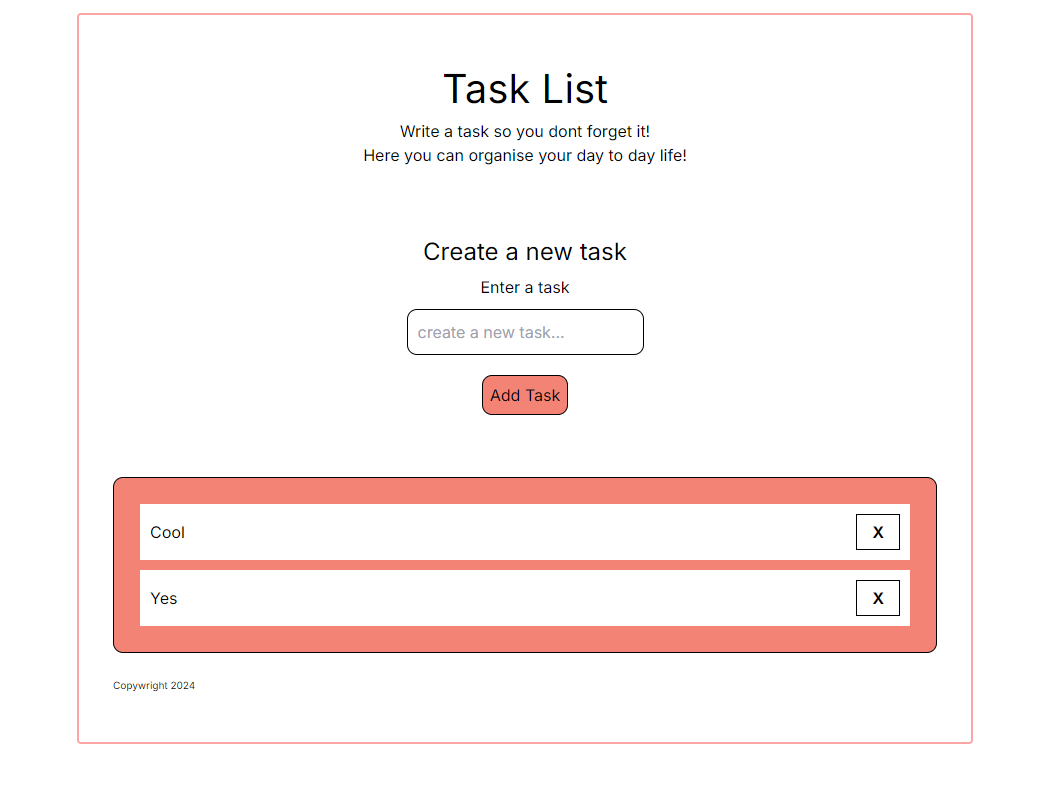 Task List
Write a task so you dont forget it!
Here you can organise your day to day life!
Create a new task
Enter a task
create a new task...
Add Task
Cool X
Yes X
Copywright 2024